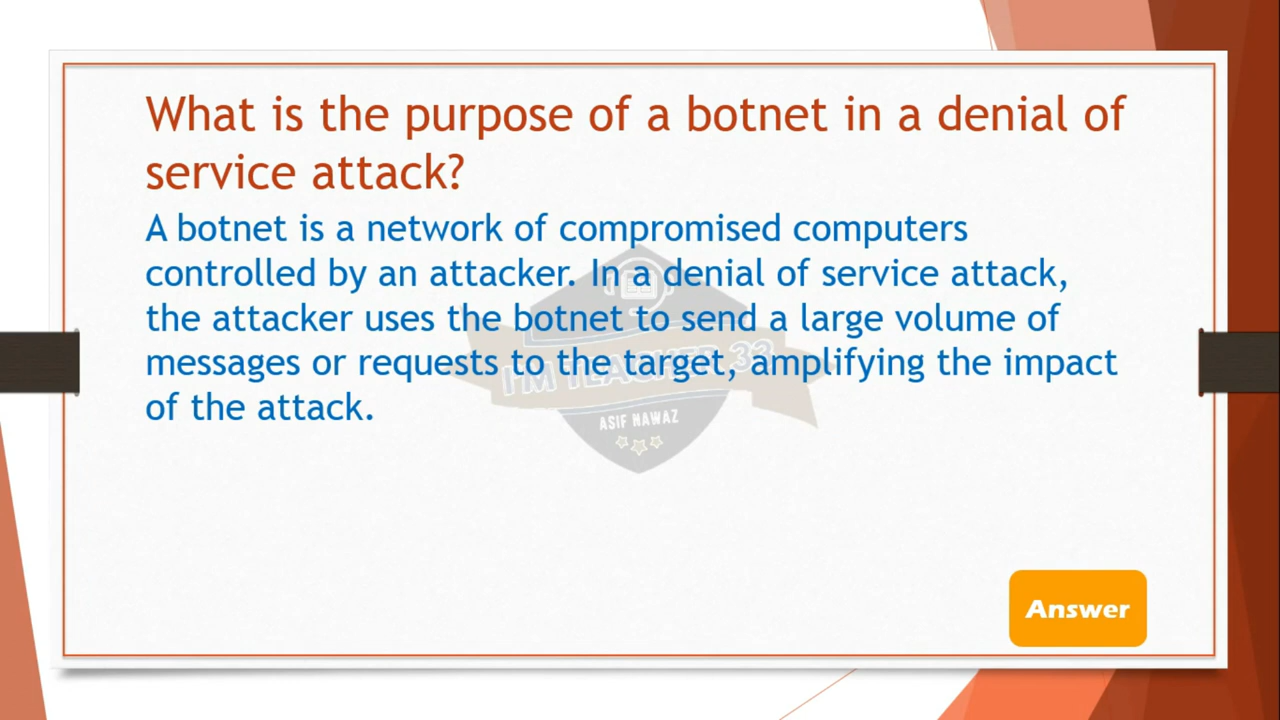 What is the purpose of a botnet in a denial of
service attack?
A botnet is a network of compromised computers
controlled by an attacker. In a denial of service attack,
the attacker uses the botnet to send a large volume of
messages or requests to the target, amplifying the impact
of the attack.
I'M TEACHER 33
ASIF NAWAZ
Answer